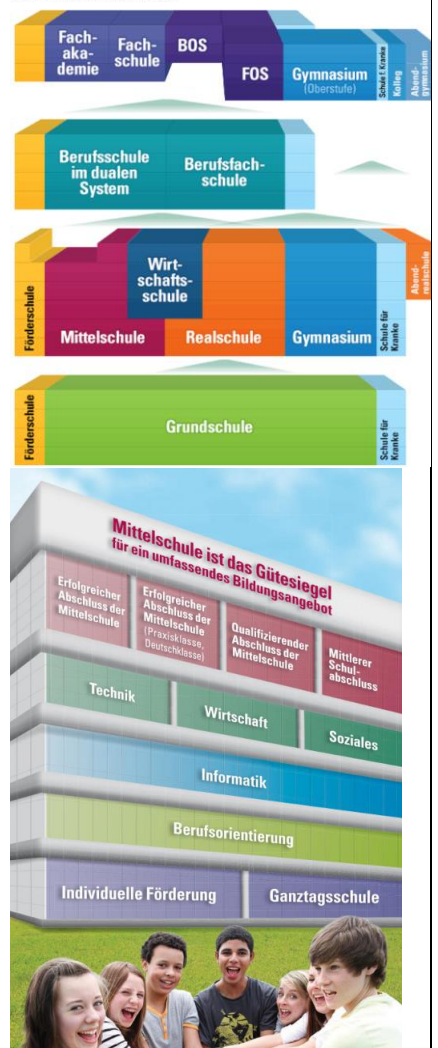 Fach-
aka-
demie
Fach-
schule
BOS
FOS
Gymnasium
(Oberstufe)
Schule f. Kranke
Kolleg
Abend-
gymnasium
Berufsschule
im dualen
System
Berufsfach-
schule
Förderschule
Mittelschule
Wirt-
schafts-
schule
Realschule
Gymnasium
Schule für
Kranke
Abend-
realschule
Förderschule
Grundschule
Schule für
Kranke
Mittelschule ist das Gütesiegel
für ein umfassendes Bildungsangebot
Erfolgreicher
Abschluss der
Mittelschule
Erfolgreicher
Abschluss der
Mittelschule
(Praxisklasse,
Deutschklasse)
Qualifizierender
Abschluss der
Mittelschule
Mittlerer
Schul-
abschluss
Technik
Wirtschaft
Soziales
Informatik
Berufsorientierung
Individuelle Förderung
Ganztagsschule